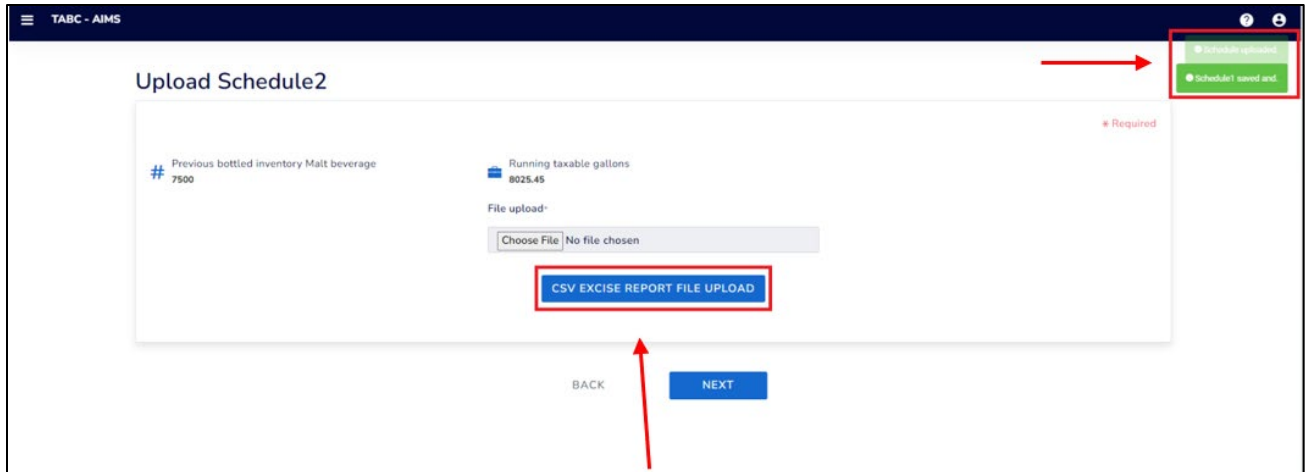 TABC - AIMS
Schedule uploaded.
Schedule1 saved and.
Upload Schedule2
* Required
Previous bottled inventory Malt beverage
7500
Running taxable gallons
8025.45
File upload*
Choose File No file chosen
CSV EXCISE REPORT FILE UPLOAD
BACK
NEXT